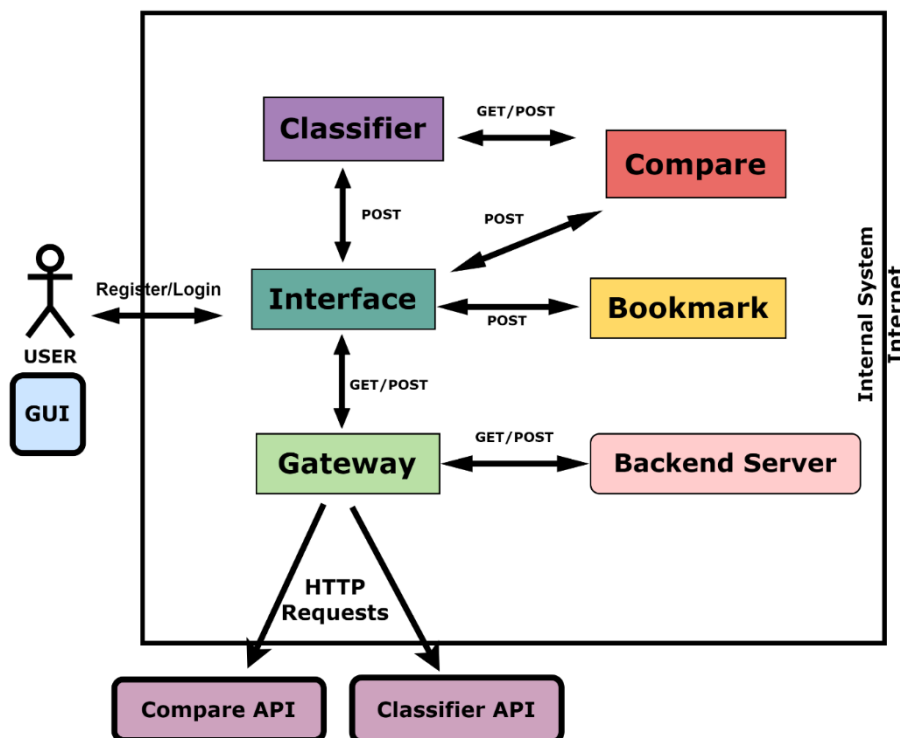 GET/POST
Classifier
Compare
POST
POST
Register/Login
Interface
Bookmark
POST
USER
GUI
GET/POST
GET/POST
Gateway
Backend Server
Internal System
Internet
HTTP
Requests
Compare API
Classifier API